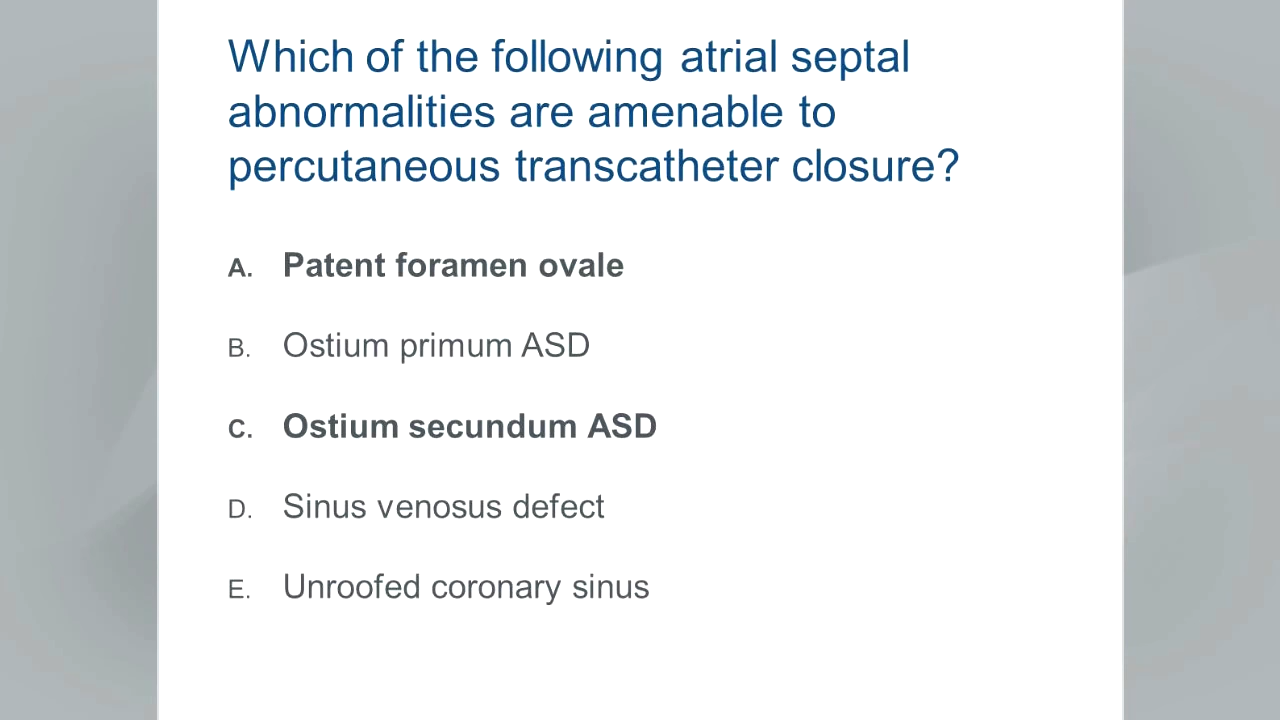 Which of the following atrial septal
abnormalities are amenable to
percutaneous transcatheter closure?
A. Patent foramen ovale
B. Ostium primum ASD
C. Ostium secundum ASD
D. Sinus venosus defect
E. Unroofed coronary sinus